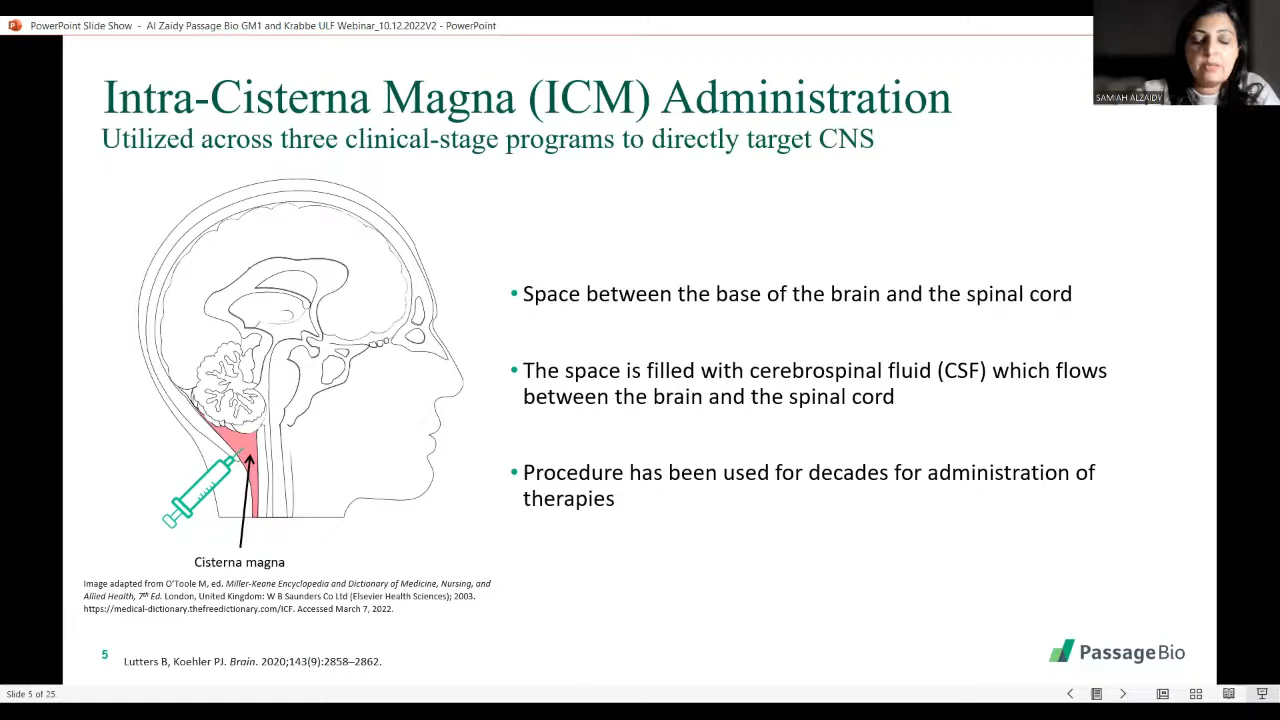 PowerPoint Slide Show - Al Zaidy Passage Bio GM1 and Krabbe ULF Webinar_10.12.2022V2 - PowerPoint
SAMIAH ALZAIDY
Intra-Cisterna Magna (ICM) Administration
Utilized across three clinical-stage programs to directly target CNS
• Space between the base of the brain and the spinal cord
• The space is filled with cerebrospinal fluid (CSF) which flows
between the brain and the spinal cord
• Procedure has been used for decades for administration of
therapies
Cisterna magna
Image adapted from O'Toole M, ed. Miller-Keane Encyclopedia and Dictionary of Medicine, Nursing, and
Allied Health, 7th Ed. London, United Kingdom: W B Saunders Co Ltd (Elsevier Health Sciences); 2003.
https://medical-dictionary.thefreedictionary.com/ICF. Accessed March 7, 2022.
5
Lutters B, Koehler PJ. Brain. 2020;143(9):2858–2862.
PassageBio
Slide 5 of 25